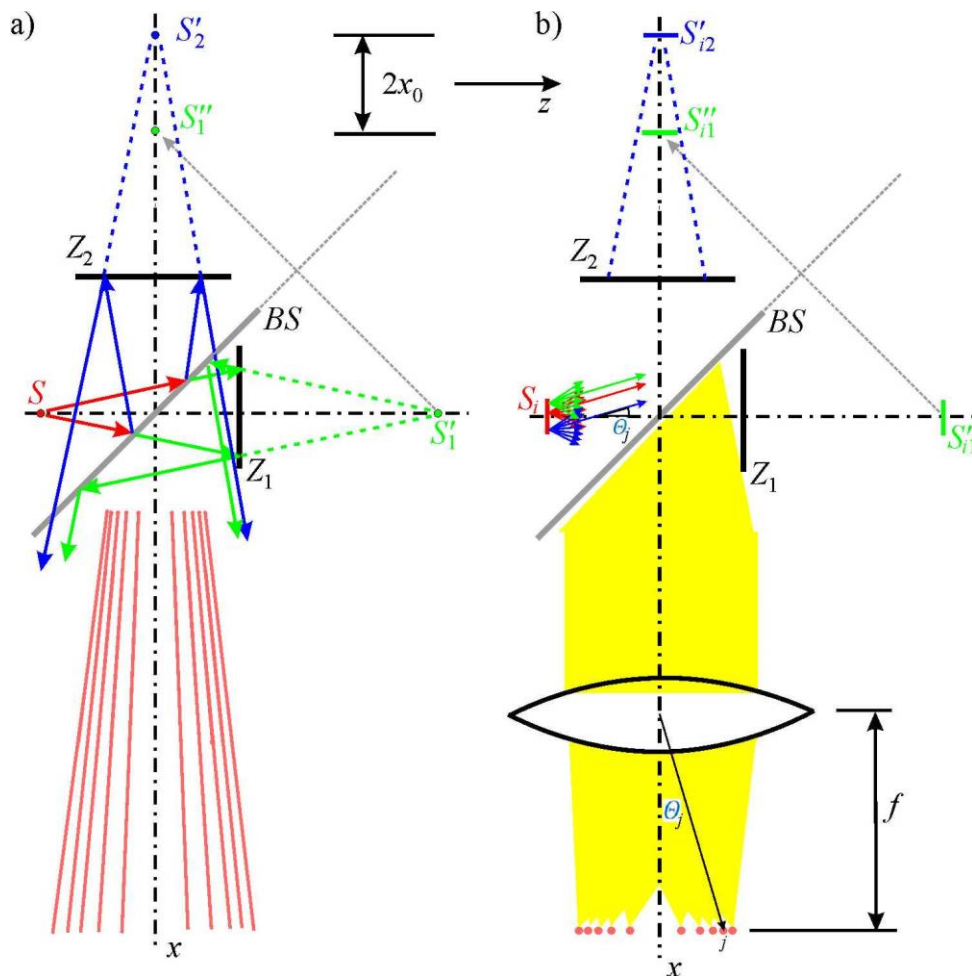 a)
S′₂
S″₁
2x₀
z
Z₂
BS
S
S′₁
Z₁
x
b)
S′ᵢ₂
S″ᵢ₁
Z₂
BS
Sᵢ
Θⱼ
S′ᵢ₁
Z₁
Θⱼ
f
j
x